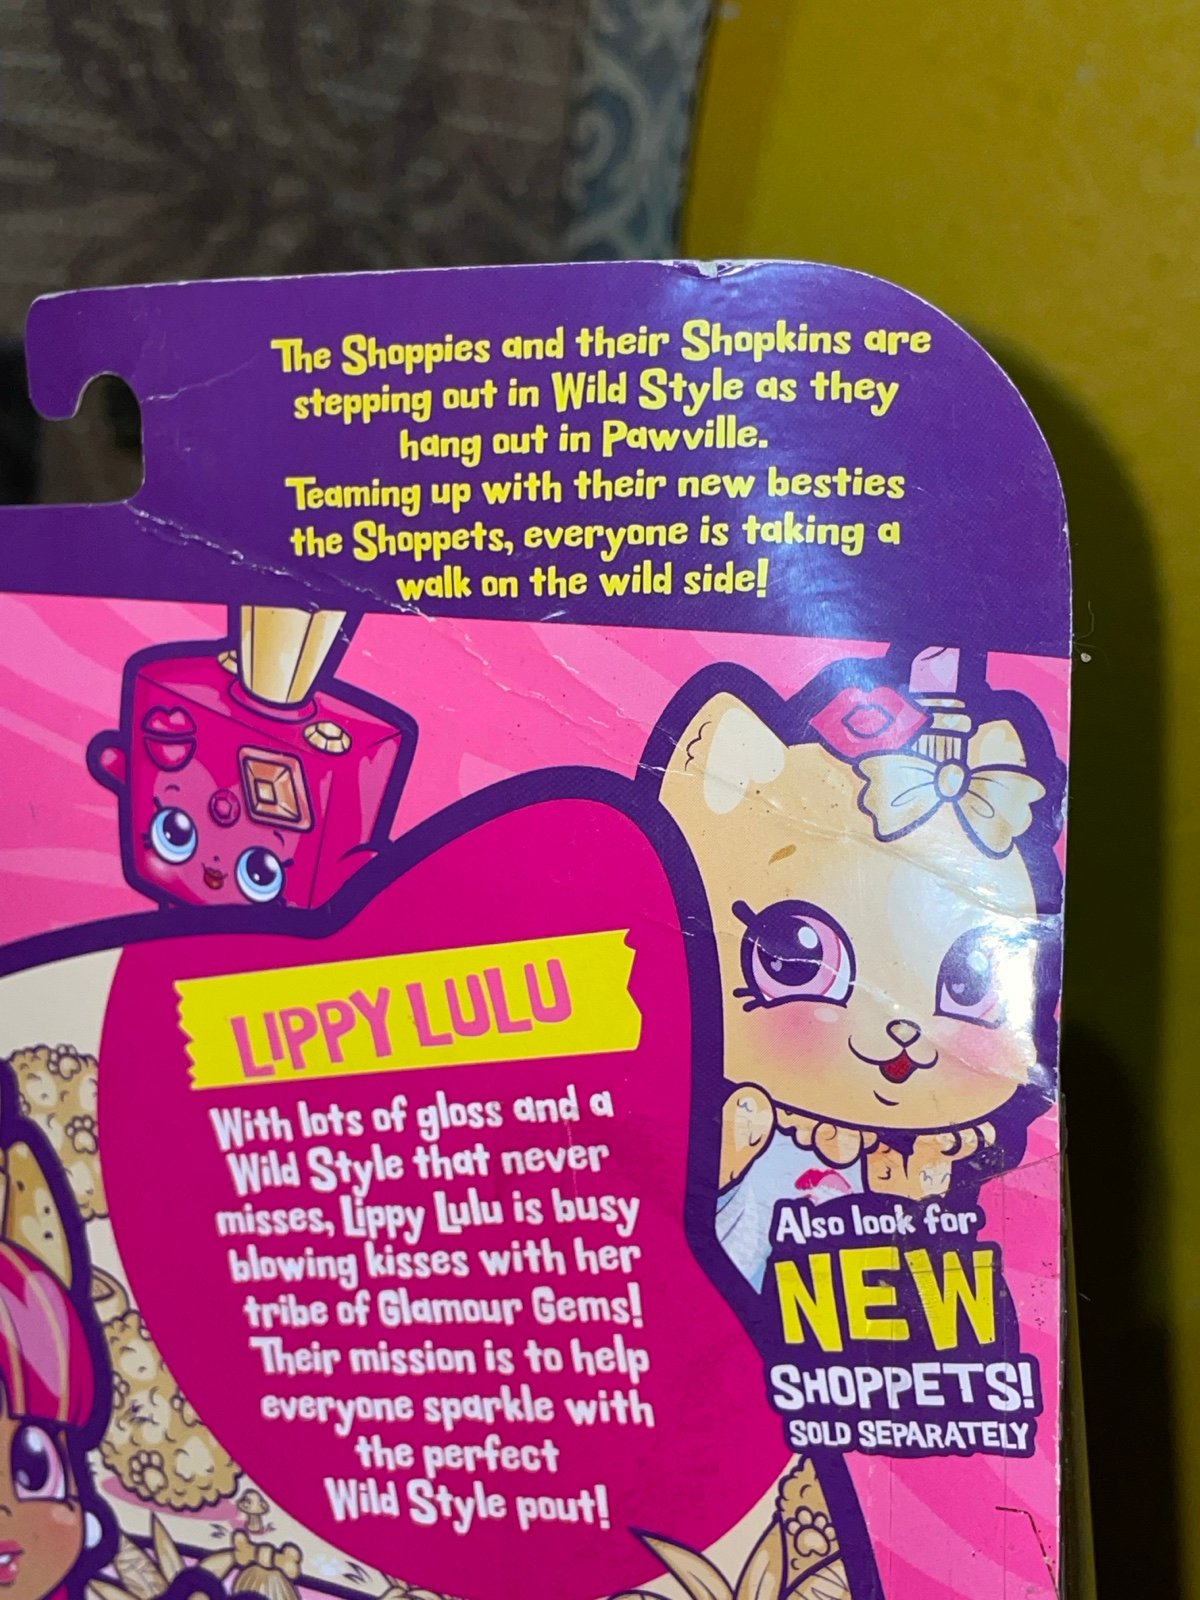 The Shoppies and their Shopkins are
stepping out in Wild Style as they
hang out in Pawville.
Teaming up with their new besties
the Shoppets, everyone is taking a
walk on the wild side!
LIPPY LULU
With lots of gloss and a
Wild Style that never
misses, Lippy Lulu is busy
blowing kisses with her
tribe of Glamour Gems!
Their mission is to help
everyone sparkle with
the perfect
Wild Style pout!
Also look for
NEW
SHOPPETS!
SOLD SEPARATELY